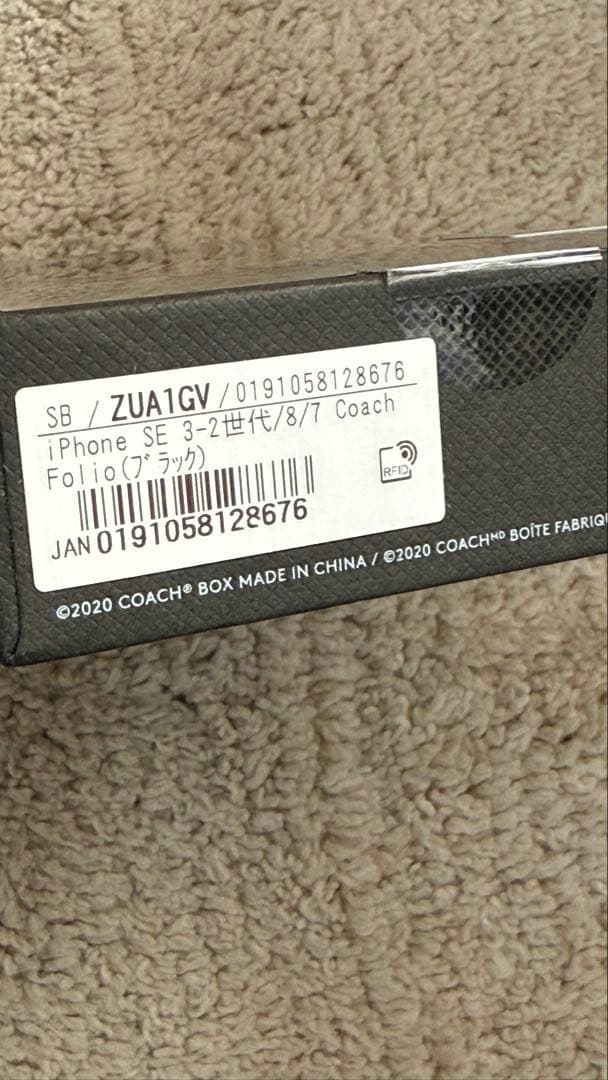 SB / ZUA1GV / 0191058128676
iPhone SE 3-2世代/8/7 Coach
Folio(ブラック)
RFID
JAN 0191058128676
©2020 COACH® BOX MADE IN CHINA / ©2020 COACHᴹᴰ BOÎTE